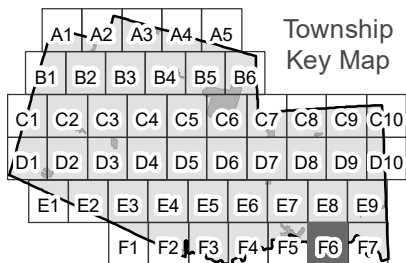 Township
Key Map
A1 A2 A3 A4 A5
B1 B2 B3 B4 B5 B6
C1 C2 C3 C4 C5 C6 C7 C8 C9 C10
D1 D2 D3 D4 D5 D6 D7 D8 D9 D10
E1 E2 E3 E4 E5 E6 E7 E8 E9
F1 F2 F3 F4 F5 F6 F7